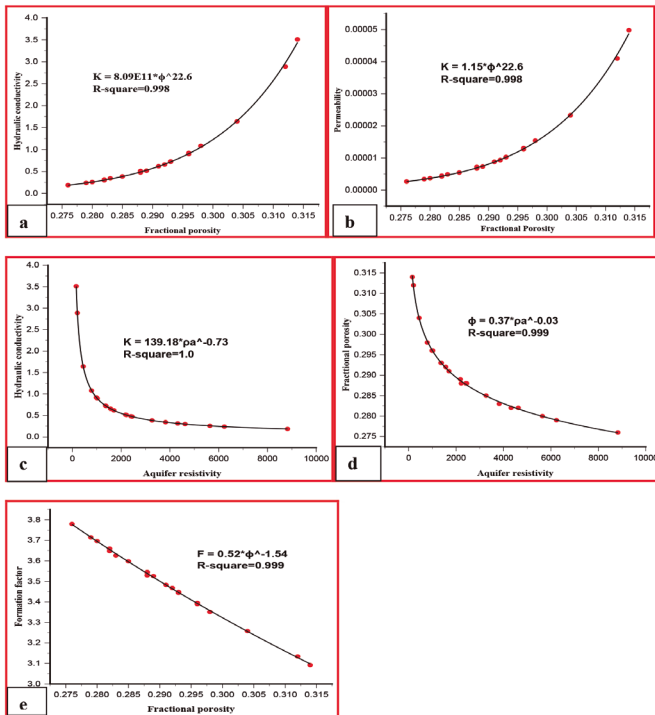 4.0
3.5
3.0
2.5
2.0
1.5
1.0
0.5
0.0
Hydraulic conductivity
K = 8.09E11*ϕ^22.6
R-square=0.998
0.275 0.280 0.285 0.290 0.295 0.300 0.305 0.310 0.315
Fractional porosity
a
0.00005
0.00004
0.00003
0.00002
0.00001
0.00000
Permeability
K = 1.15*ϕ^22.6
R-square=0.998
0.275 0.280 0.285 0.290 0.295 0.300 0.305 0.310 0.315
Fractional Porosity
b
4.0
3.5
3.0
2.5
2.0
1.5
1.0
0.5
0.0
Hydraulic conductivity
K = 139.18*ρa^-0.73
R-square=1.0
0 2000 4000 6000 8000 10000
Aquifer resistivity
c
0.315
0.310
0.305
0.300
0.295
0.290
0.285
0.280
0.275
Fracttional porosity
ϕ = 0.37*ρa^-0.03
R-square=0.999
0 2000 4000 6000 8000 10000
Aquifer resistivity
d
3.8
3.7
3.6
3.5
3.4
3.3
3.2
3.1
3.0
Formation factor
F = 0.52*ϕ^-1.54
R-square=0.999
0.275 0.280 0.285 0.290 0.295 0.300 0.305 0.310 0.315
Fractional porosity
e